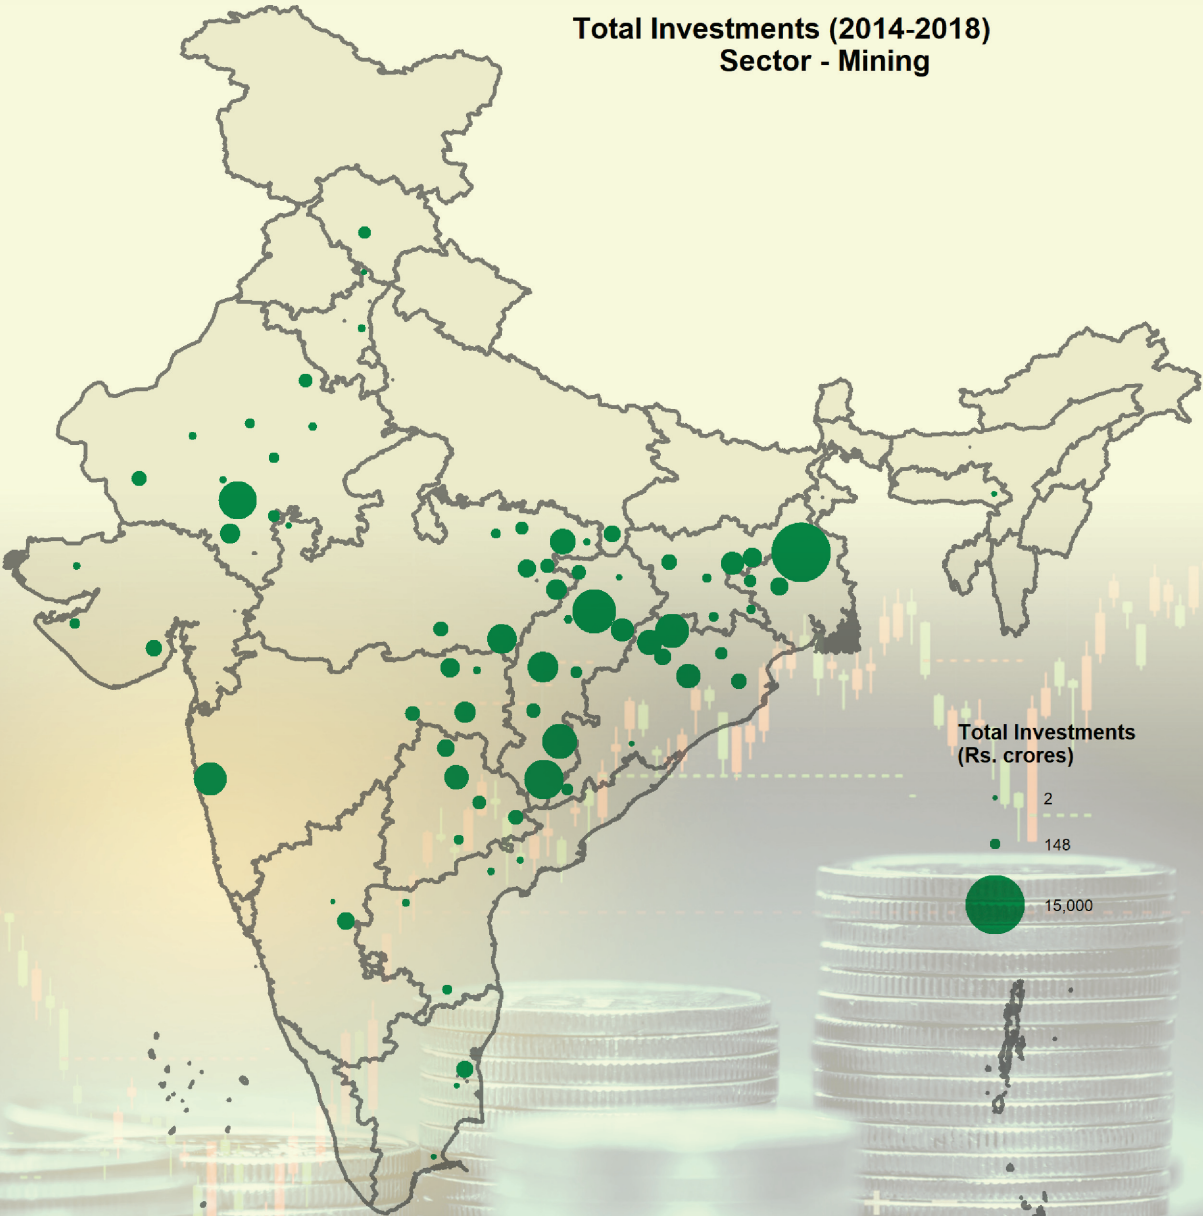 Total Investments (2014-2018)
Sector - Mining
Total Investments
(Rs. crores)
2
148
15,000